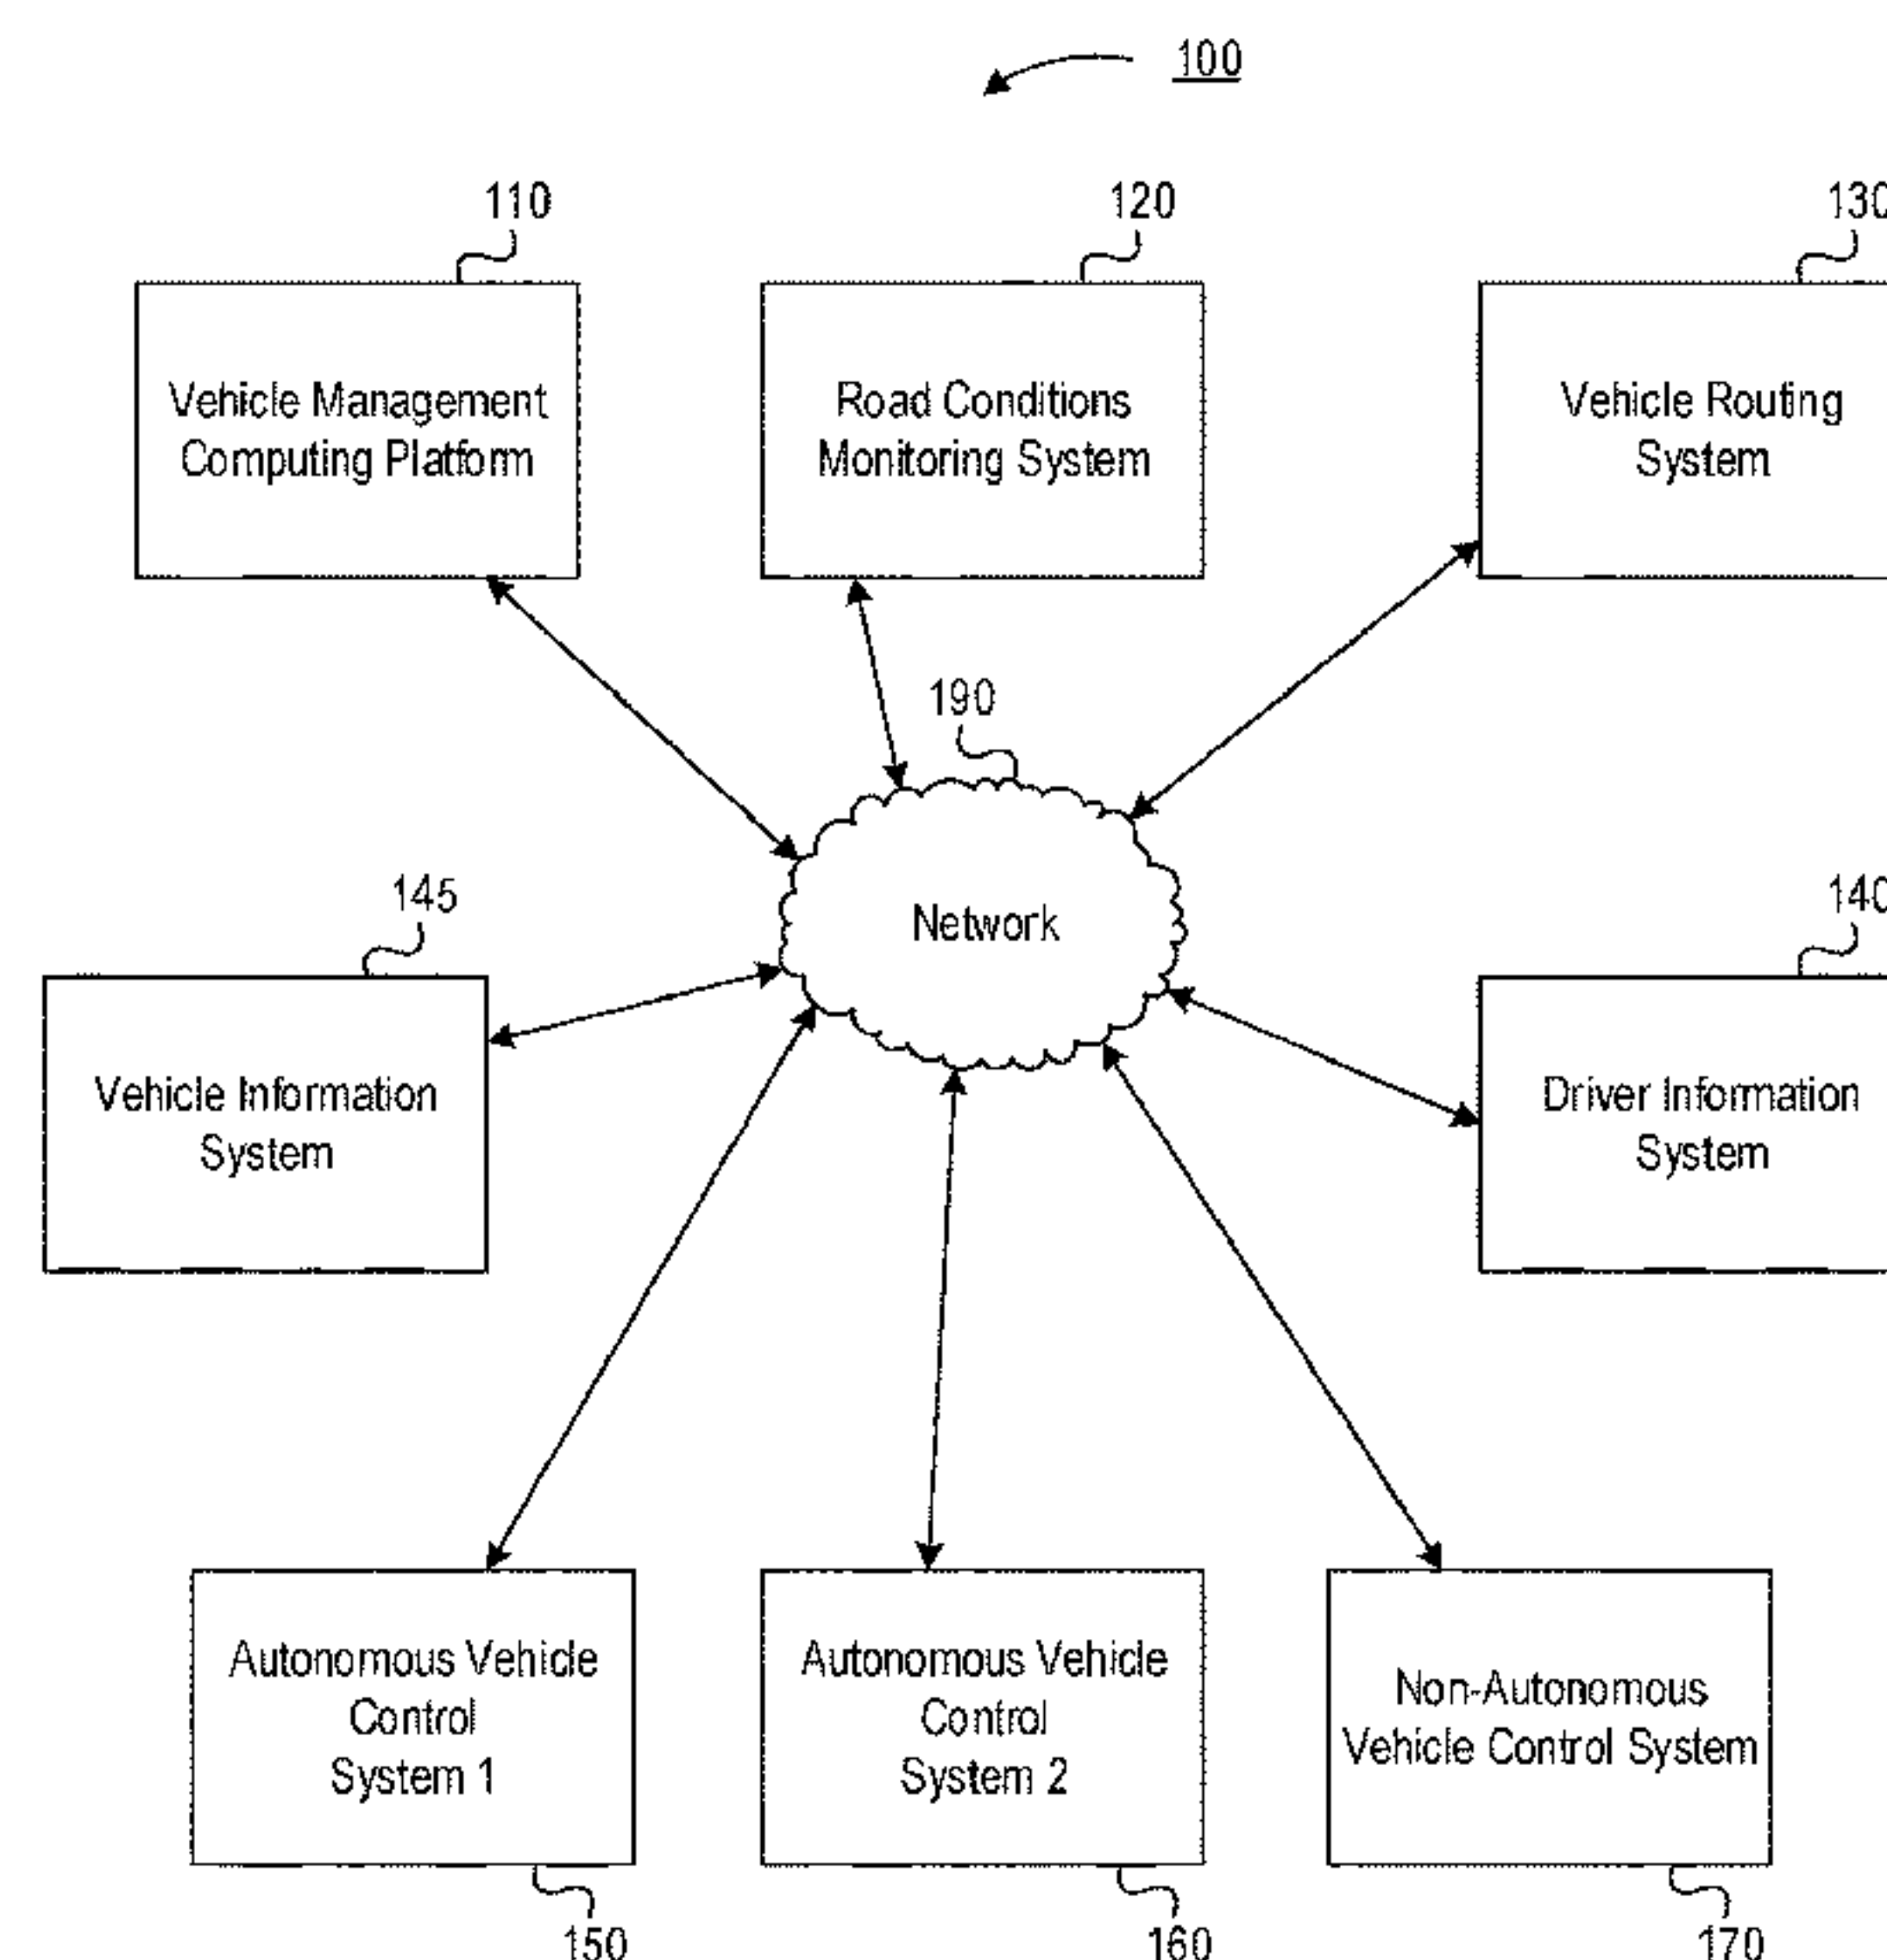 100
110
120
130
Vehicle Management
Computing Platform
Road Conditions
Monitoring System
Vehicle Routing
System
190
Network
145
140
Vehicle Information
System
Driver Information
System
Autonomous Vehicle
Control
System 1
Autonomous Vehicle
Control
System 2
Non-Autonomous
Vehicle Control System
150
160
170